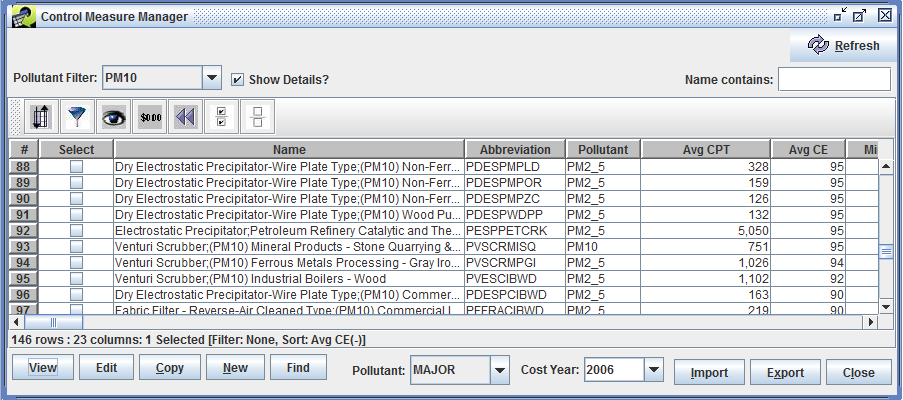 Control Measure Manager
Refresh
Pollutant Filter: PM10 Show Details? Name contains:
$0.00
# Select Name Abbreviation Pollutant Avg CPT Avg CE Mi
88 Dry Electrostatic Precipitator-Wire Plate Type;(PM10) Non-Ferr... PDESPMPLD PM2_5 328 95
89 Dry Electrostatic Precipitator-Wire Plate Type;(PM10) Non-Ferr... PDESPMPOR PM2_5 159 95
90 Dry Electrostatic Precipitator-Wire Plate Type;(PM10) Non-Ferr... PDESPMPZC PM2_5 126 95
91 Dry Electrostatic Precipitator-Wire Plate Type;(PM10) Wood Pu... PDESPWDPP PM2_5 132 95
92 Electrostatic Precipitator;Petroleum Refinery Catalytic and The... PESPPETCRK PM2_5 5,050 95
93 Venturi Scrubber;(PM10) Mineral Products - Stone Quarrying &... PVSCRMISQ PM10 751 95
94 Venturi Scrubber;(PM10) Ferrous Metals Processing - Gray Iro... PVSCRMPGI PM2_5 1,026 94
95 Venturi Scrubber;(PM10) Industrial Boilers - Wood PVESCIBWD PM2_5 1,102 92
96 Dry Electrostatic Precipitator-Wire Plate Type;(PM10) Commer... PDESPCIBWD PM2_5 163 90
97 Fabric Filter - Reverse-Air Cleaned Type;(PM10) Commercial I... PFFRACIBWD PM2_5 219 90
146 rows : 23 columns: 1 Selected [Filter: None, Sort: Avg CE(-)]
View Edit Copy New Find Pollutant: MAJOR Cost Year: 2006 Import Export Close